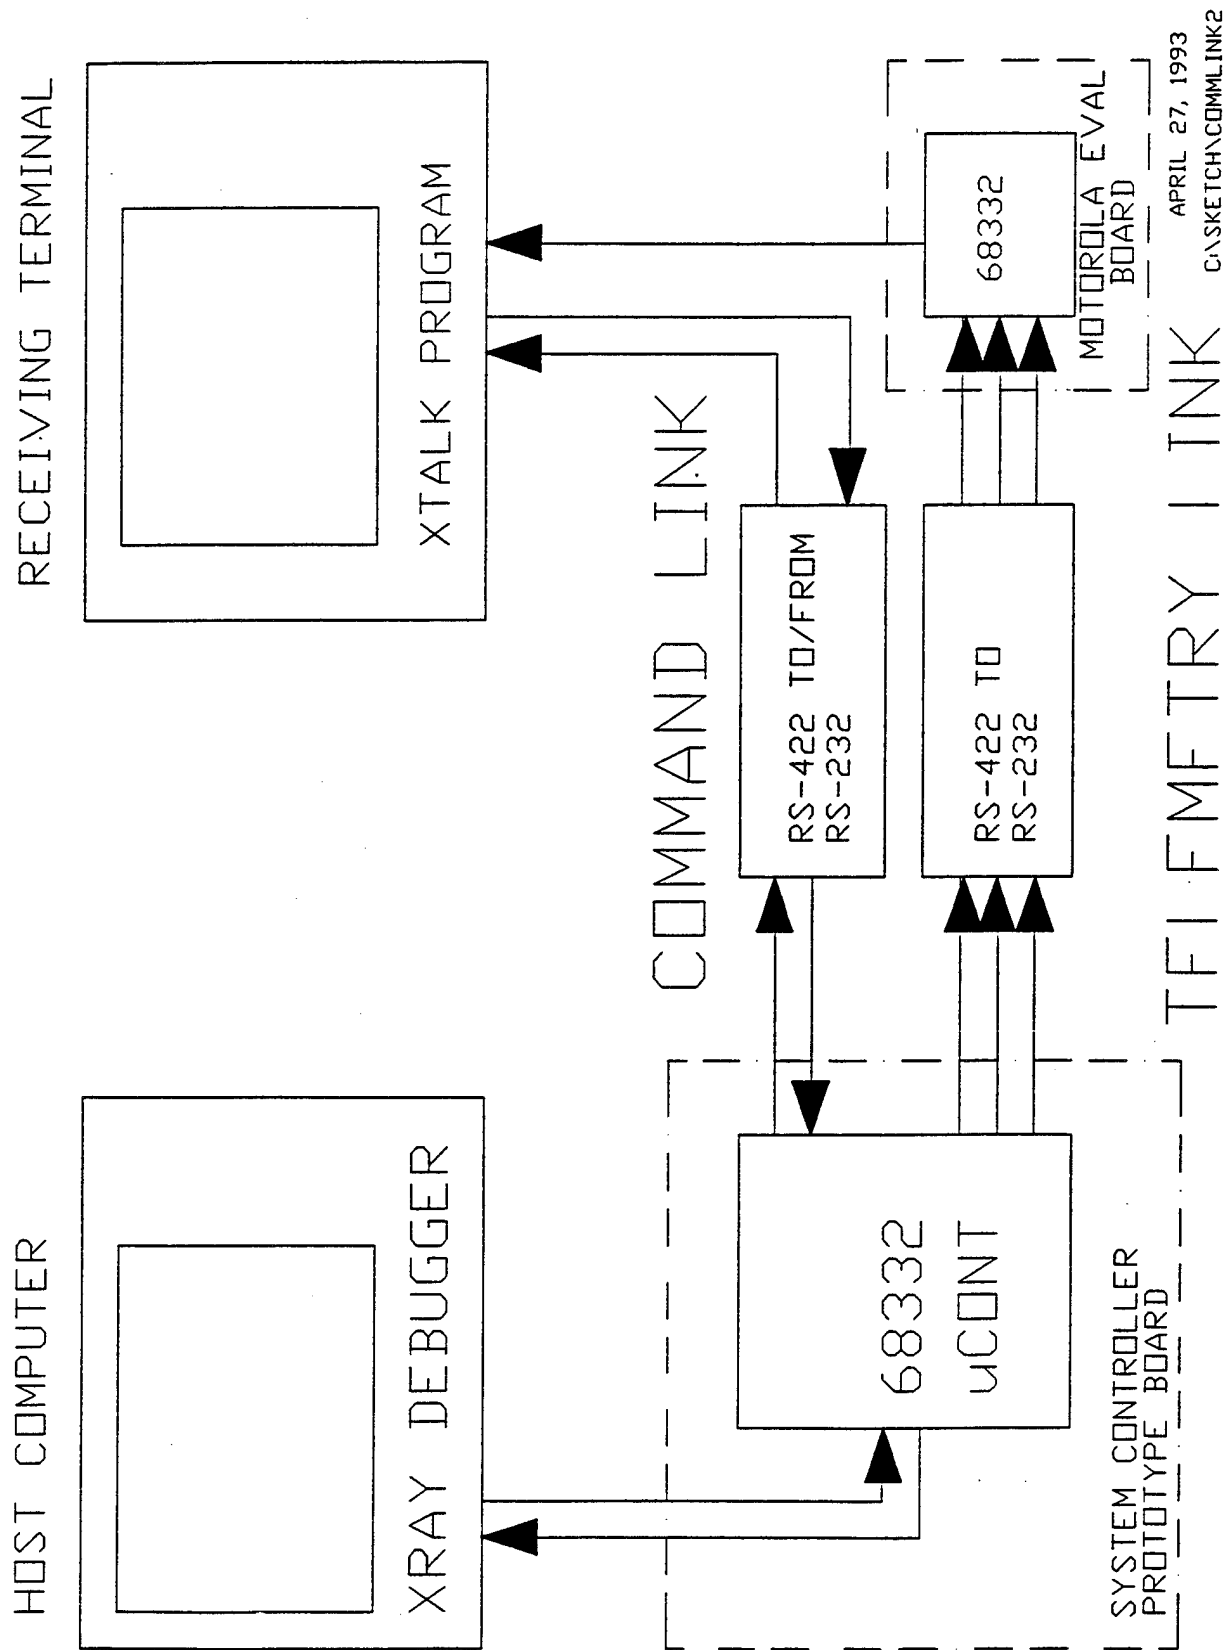 HOST COMPUTER
XRAY DEBUGGER
RECEIVING TERMINAL
XTALK PROGRAM
COMMAND LINK
RS-422 TO/FROM
RS-232
RS-422 TO
RS-232
68332
uCONT
SYSTEM CONTROLLER
PROTOTYPE BOARD
68332
MOTOROLA EVAL
BOARD
TELEMETRY LINK
APRIL 27, 1993
C:\SKETCH\COMMLINK2